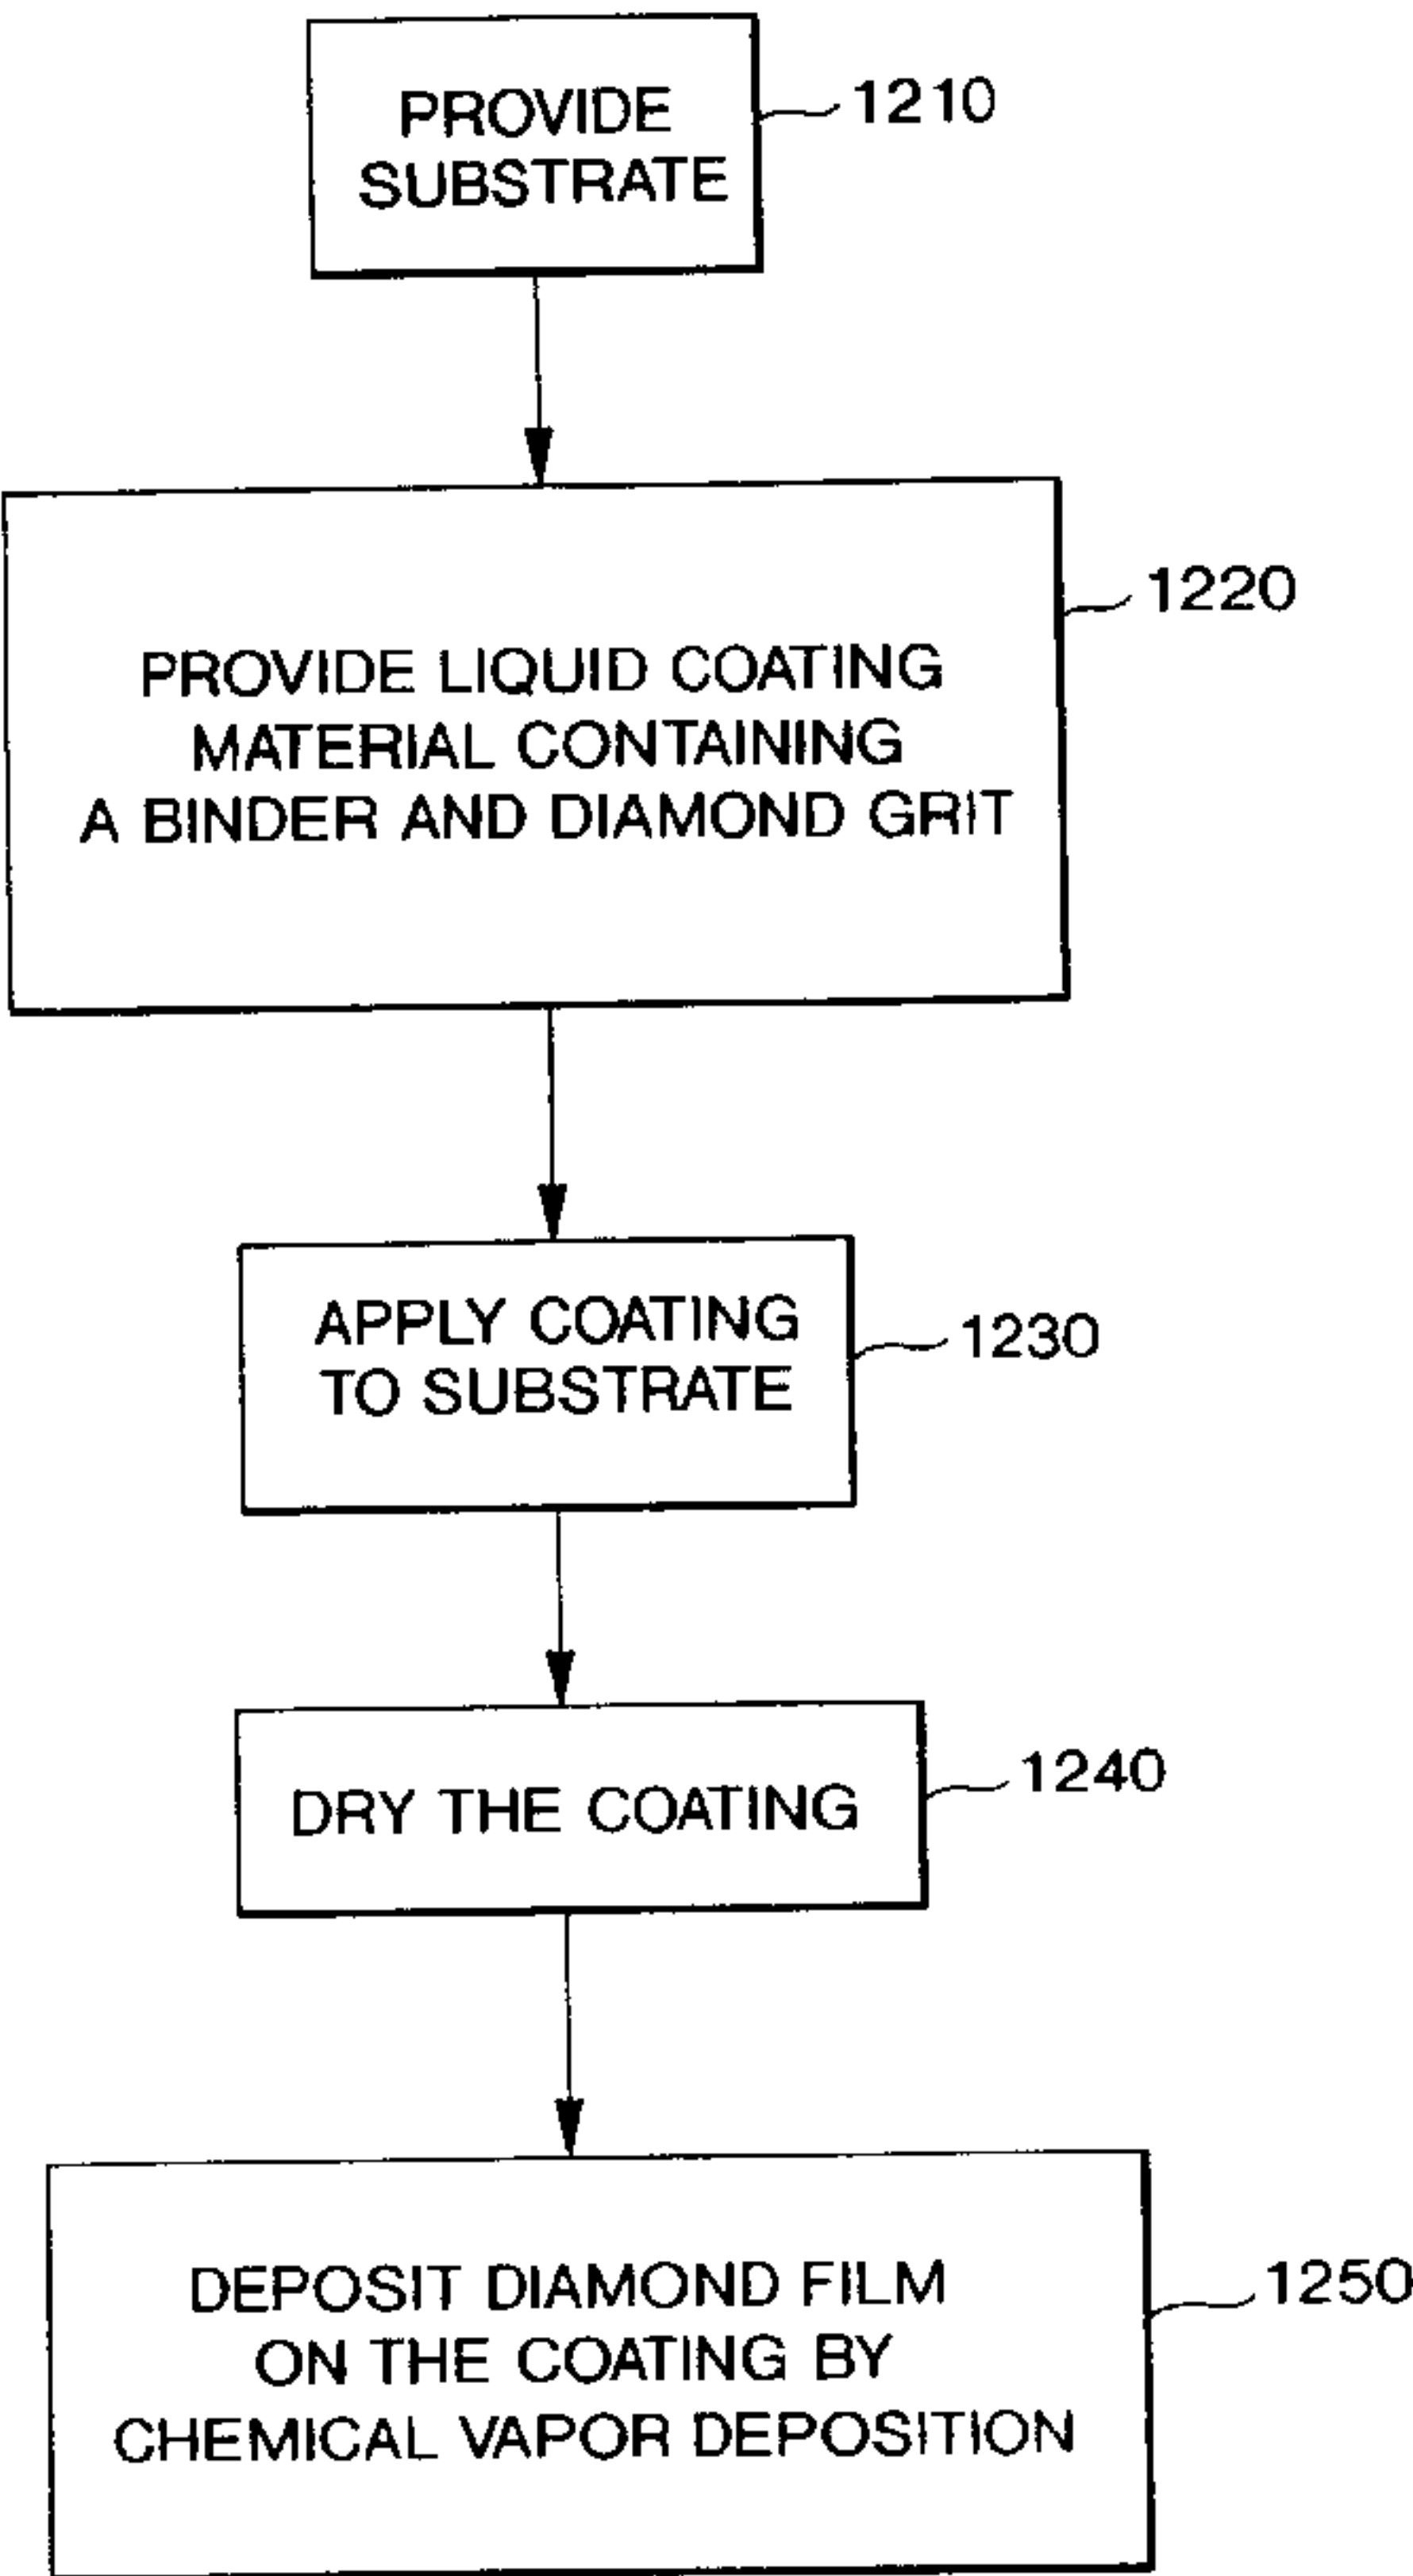 PROVIDE
SUBSTRATE
1210
PROVIDE LIQUID COATING
MATERIAL CONTAINING
A BINDER AND DIAMOND GRIT
1220
APPLY COATING
TO SUBSTRATE
1230
DRY THE COATING
1240
DEPOSIT DIAMOND FILM
ON THE COATING BY
CHEMICAL VAPOR DEPOSITION
1250